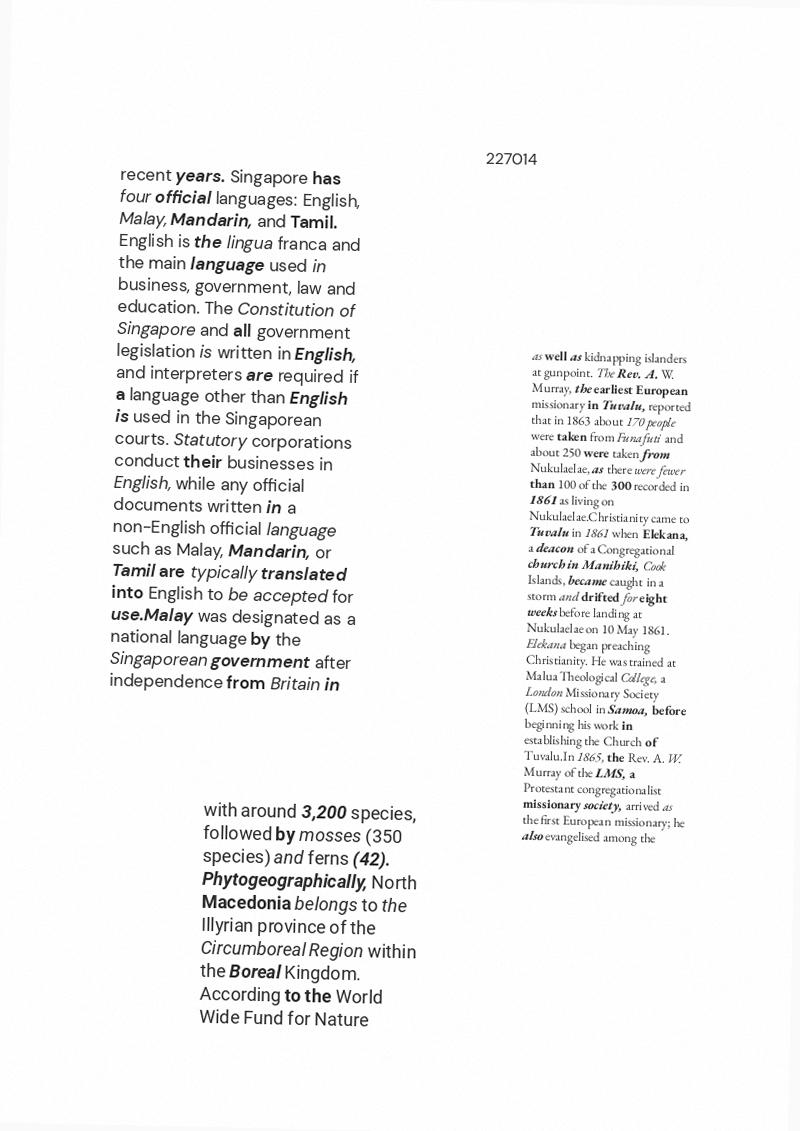 227014
recent years. Singapore has
four official languages: English,
Malay, Mandarin, and Tamil.
English is the lingua franca and
the main language used in
business, government, law and
education. The Constitution of
Singapore and all government
legislation is written in English,
and interpreters are required if
a language other than English
is used in the Singaporean
courts. Statutory corporations
conduct their businesses in
English, while any official
documents written in a
non-English official language
such as Malay, Mandarin, or
Tamil are typically translated
into English to be accepted for
use.Malay was designated as a
national language by the
Singaporean government after
independence from Britain in
as well as kidnapping islanders
at gunpoint. The Rev. A. W.
Murray, the earliest European
missionary in Tuvalu, reported
that in 1863 about 170 people
were taken from Funafuti and
about 250 were taken from
Nukulaelae, as there were fewer
than 100 of the 300 recorded in
1861 as living on
Nukulaelae.Christianity came to
Tuvalu in 1861 when Elekana,
a deacon of a Congregational
church in Manihiki, Cook
Islands, became caught in a
storm and drifted for eight
weeks before landing at
Nukulaelae on 10 May 1861.
Elekana began preaching
Christianity. He was trained at
Malua Theological College, a
London Missionary Society
(LMS) school in Samoa, before
beginning his work in
establishing the Church of
Tuvalu.In 1865, the Rev. A. W.
Murray of the LMS, a
Protestant congregationalist
missionary society, arrived as
the first European missionary; he
also evangelised among the
with around 3,200 species,
followed by mosses (350
species) and ferns (42).
Phytogeographically, North
Macedonia belongs to the
Illyrian province of the
Circumboreal Region within
the Boreal Kingdom.
According to the World
Wide Fund for Nature